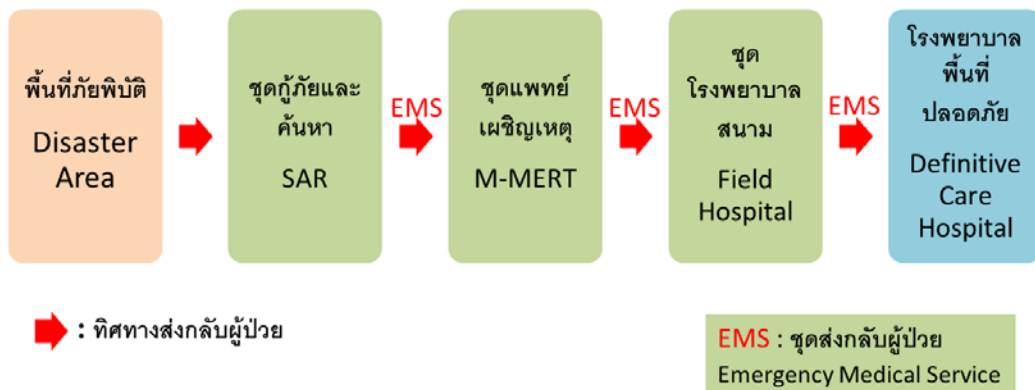 พื้นที่ภัยพิบัติ
Disaster
Area
ชุดกู้ภัยและ
ค้นหา
SAR
EMS
ชุดแพทย์
เผชิญเหตุ
M-MERT
EMS
ชุด
โรงพยาบาล
สนาม
Field
Hospital
EMS
โรงพยาบาล
พื้นที่
ปลอดภัย
Definitive
Care
Hospital
: ทิศทางส่งกลับผู้ป่วย
EMS : ชุดส่งกลับผู้ป่วย
Emergency Medical Service